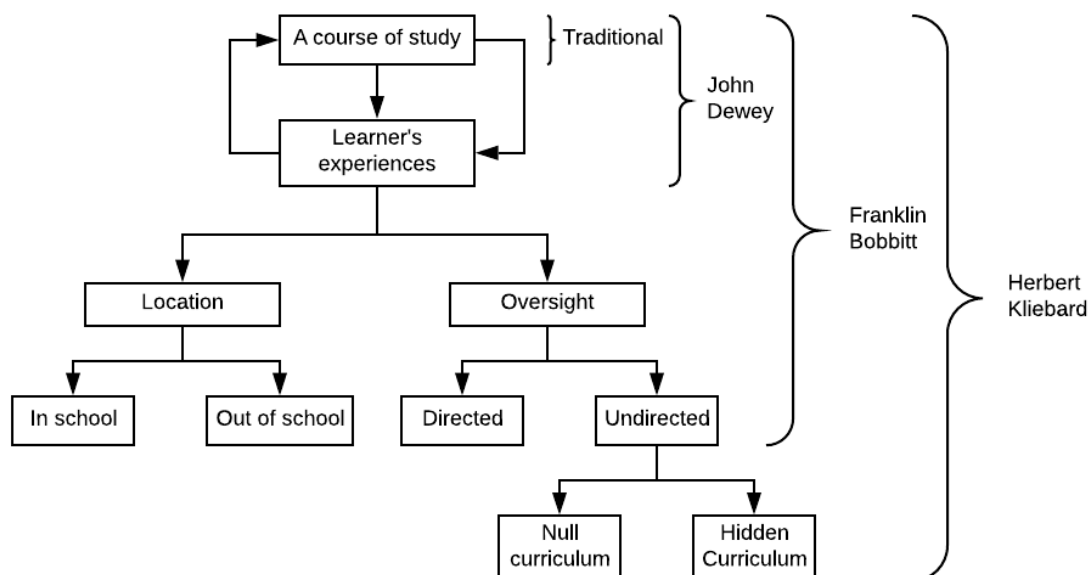 A course of study
Traditional
John
Dewey
Learner's
experiences
Franklin
Bobbitt
Herbert
Kliebard
Location
Oversight
In school
Out of school
Directed
Undirected
Null
curriculum
Hidden
Curriculum